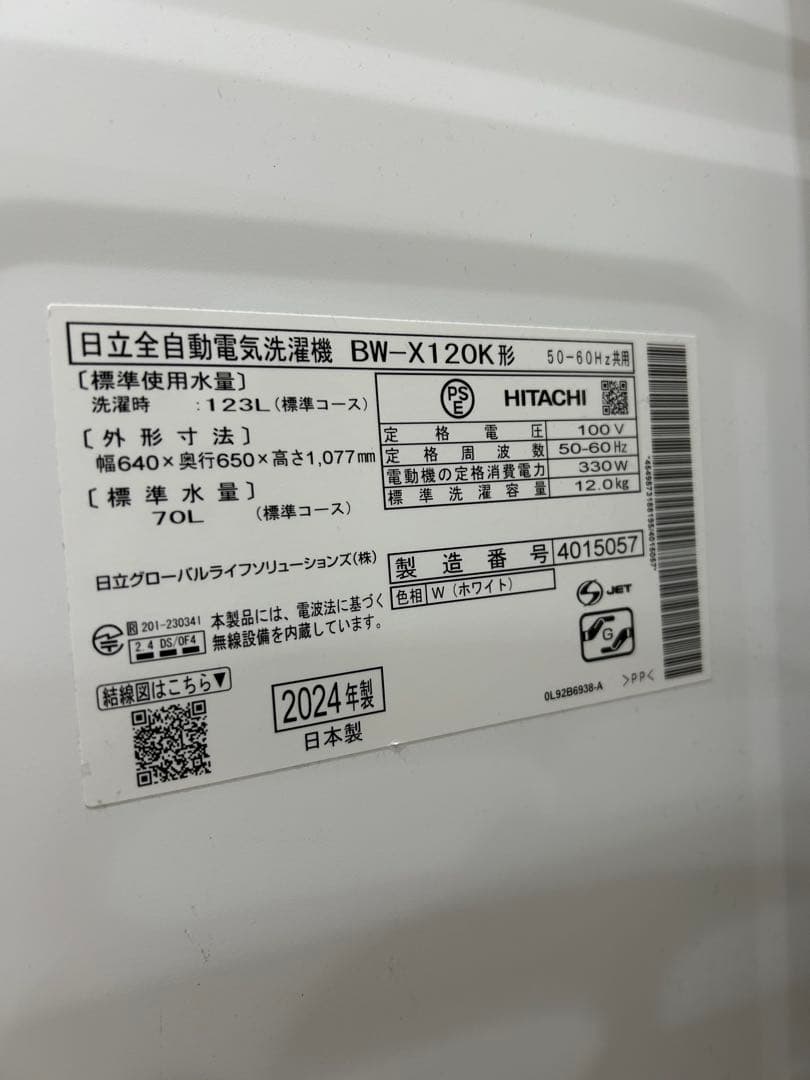 日立全自動電気洗濯機 BW-X120K形 50-60Hz共用
〔標準使用水量〕
洗濯時 :123L(標準コース)
〔外形寸法〕
幅640×奥行650×高さ1,077mm
〔標準水量〕
70L (標準コース)
PS
E
HITACHI
定格電圧 100V
定格周波数 50-60Hz
電動機の定格消費電力 330W
標準洗濯容量 12.0kg
日立グローバルライフソリューションズ(株)
製造番号 4015057
色相 W(ホワイト)
JET
G
201-230341
2.4 DS/OF4
本製品には、電波法に基づく
無線設備を内蔵しています。
結線図はこちら▼
2024年製
日本製
0L92B6938-A >PP<